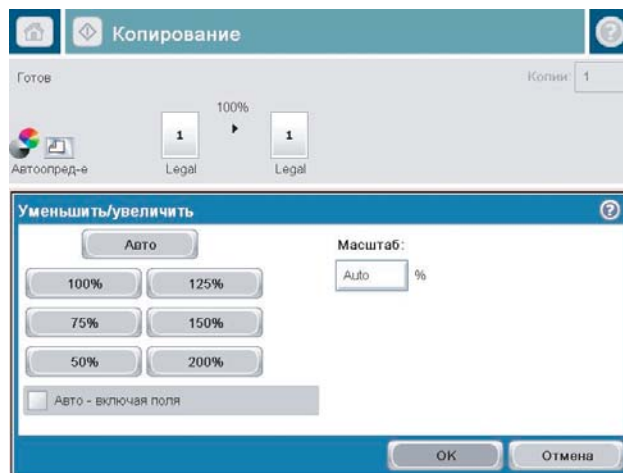 Копирование
?
Готов
Копии: 1
100%
1 1
Автоопред-е Legal Legal
Уменьшить/увеличить
?
Авто
Масштаб:
100% 125%
Auto %
75% 150%
50% 200%
Авто - включая поля
OK Отмена